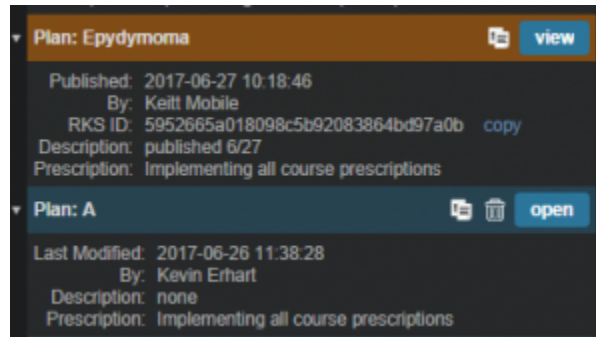 Plan: Epydymoma view
Published: 2017-06-27 10:18:46
By: Keitt Mobile
RKS ID: 5952665a018098c5b92083864bd97a0b copy
Description: published 6/27
Prescription: Implementing all course prescriptions
Plan: A open
Last Modified: 2017-06-26 11:38:28
By: Kevin Erhart
Description: none
Prescription: Implementing all course prescriptions